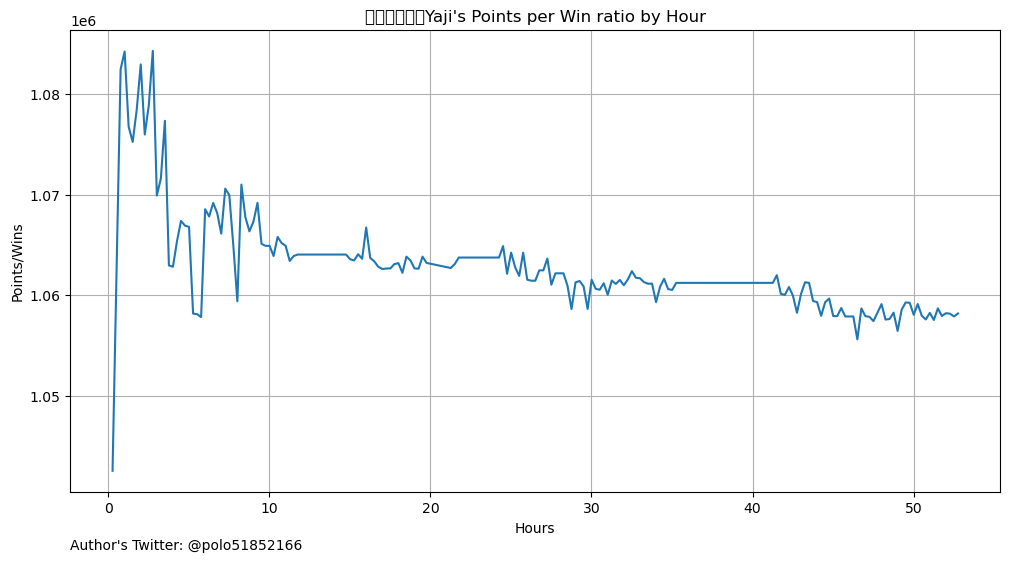 Yaji's Points per Win ratio by Hour
1e6
1.08
1.07
1.06
1.05
Points/Wins
0 10 20 30 40 50
Hours
Author's Twitter: @polo51852166